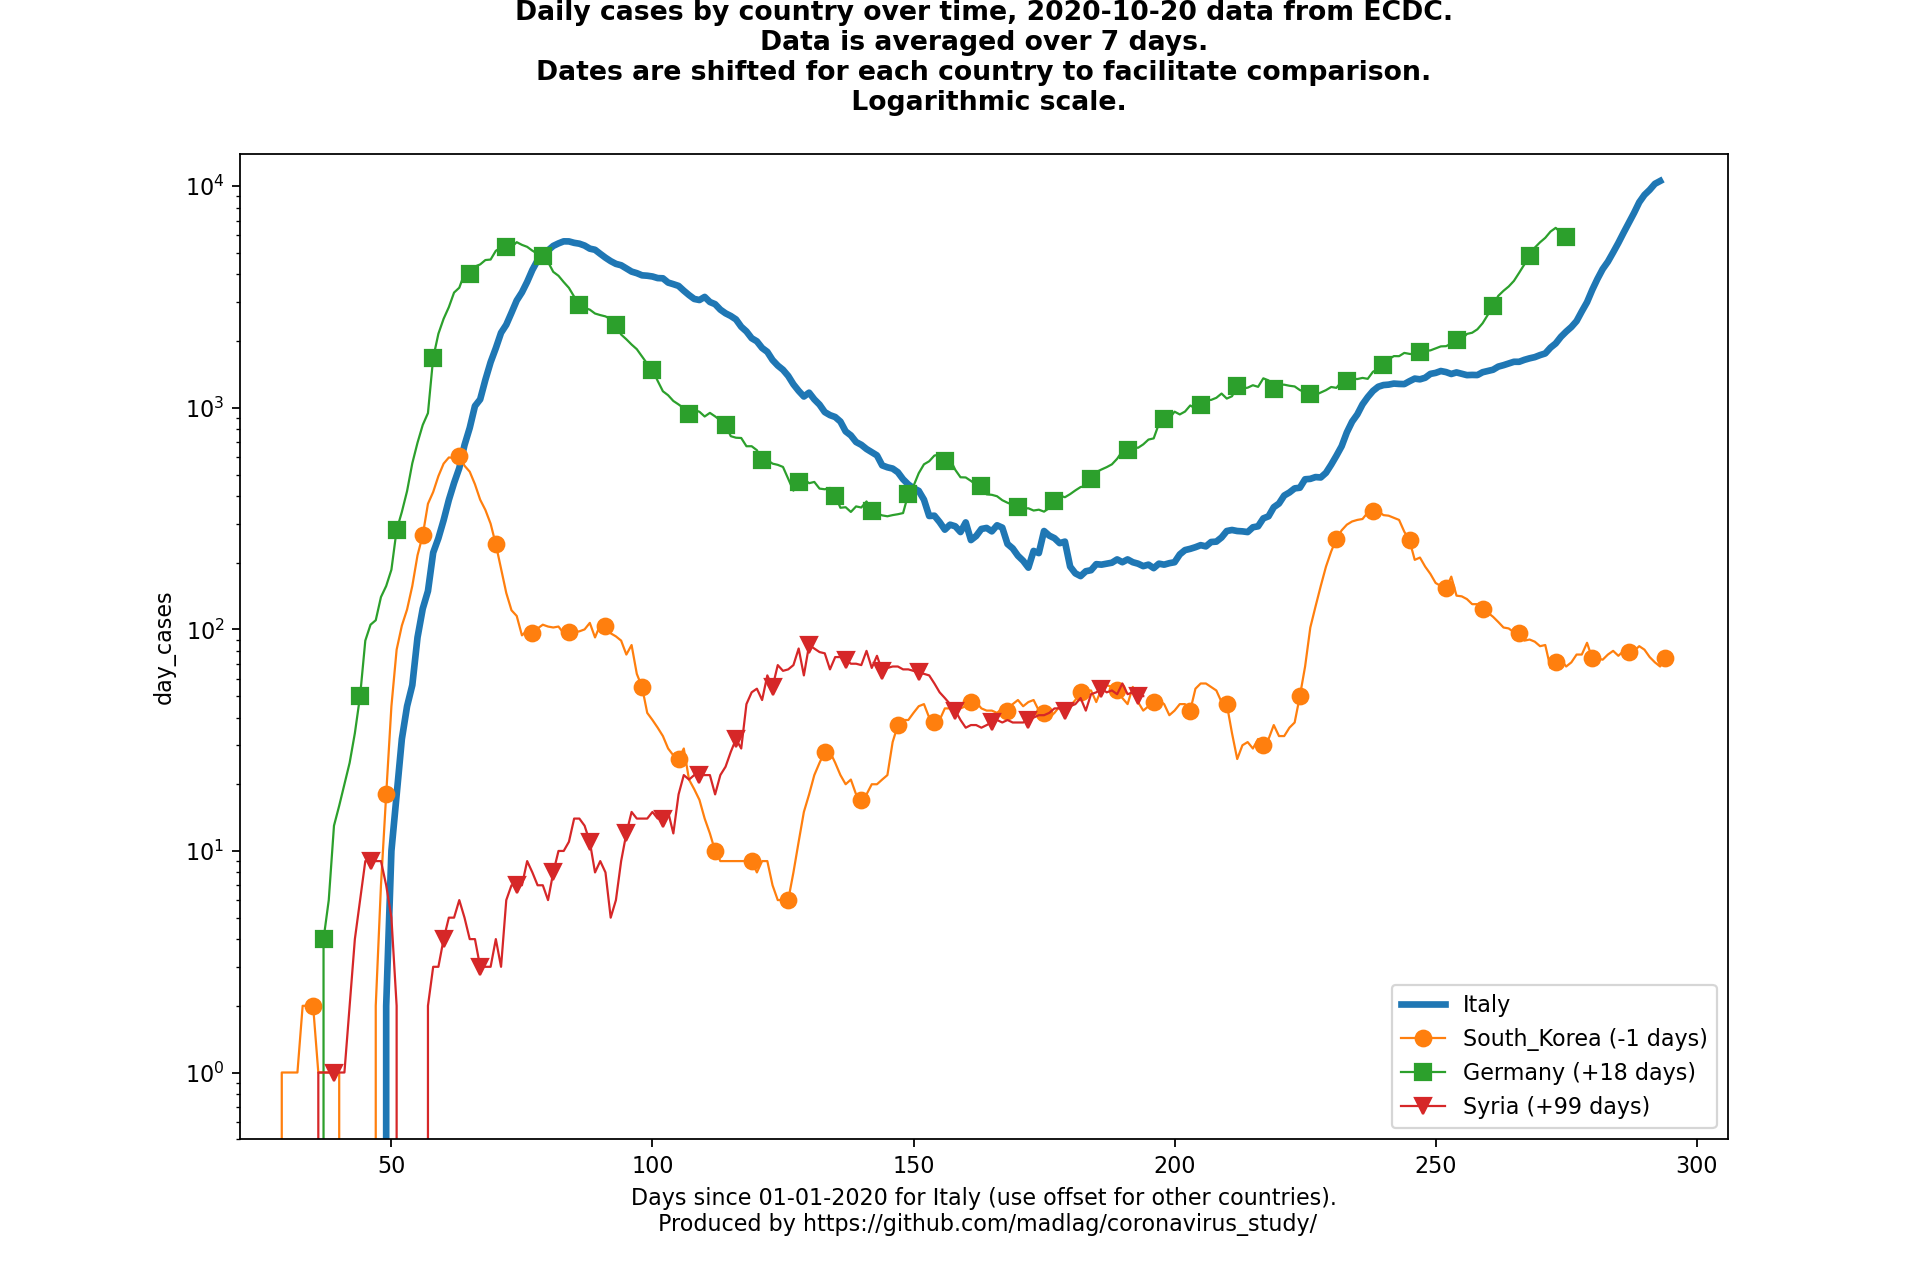 Daily cases by country over time, 2020-10-20 data from ECDC.
Data is averaged over 7 days.
Dates are shifted for each country to facilitate comparison.
Logarithmic scale.
10^4
10^3
10^2
10^1
10^0
day_cases
Italy
South_Korea (-1 days)
Germany (+18 days)
Syria (+99 days)
50 100 150 200 250 300
Days since 01-01-2020 for Italy (use offset for other countries).
Produced by https://github.com/madlag/coronavirus_study/